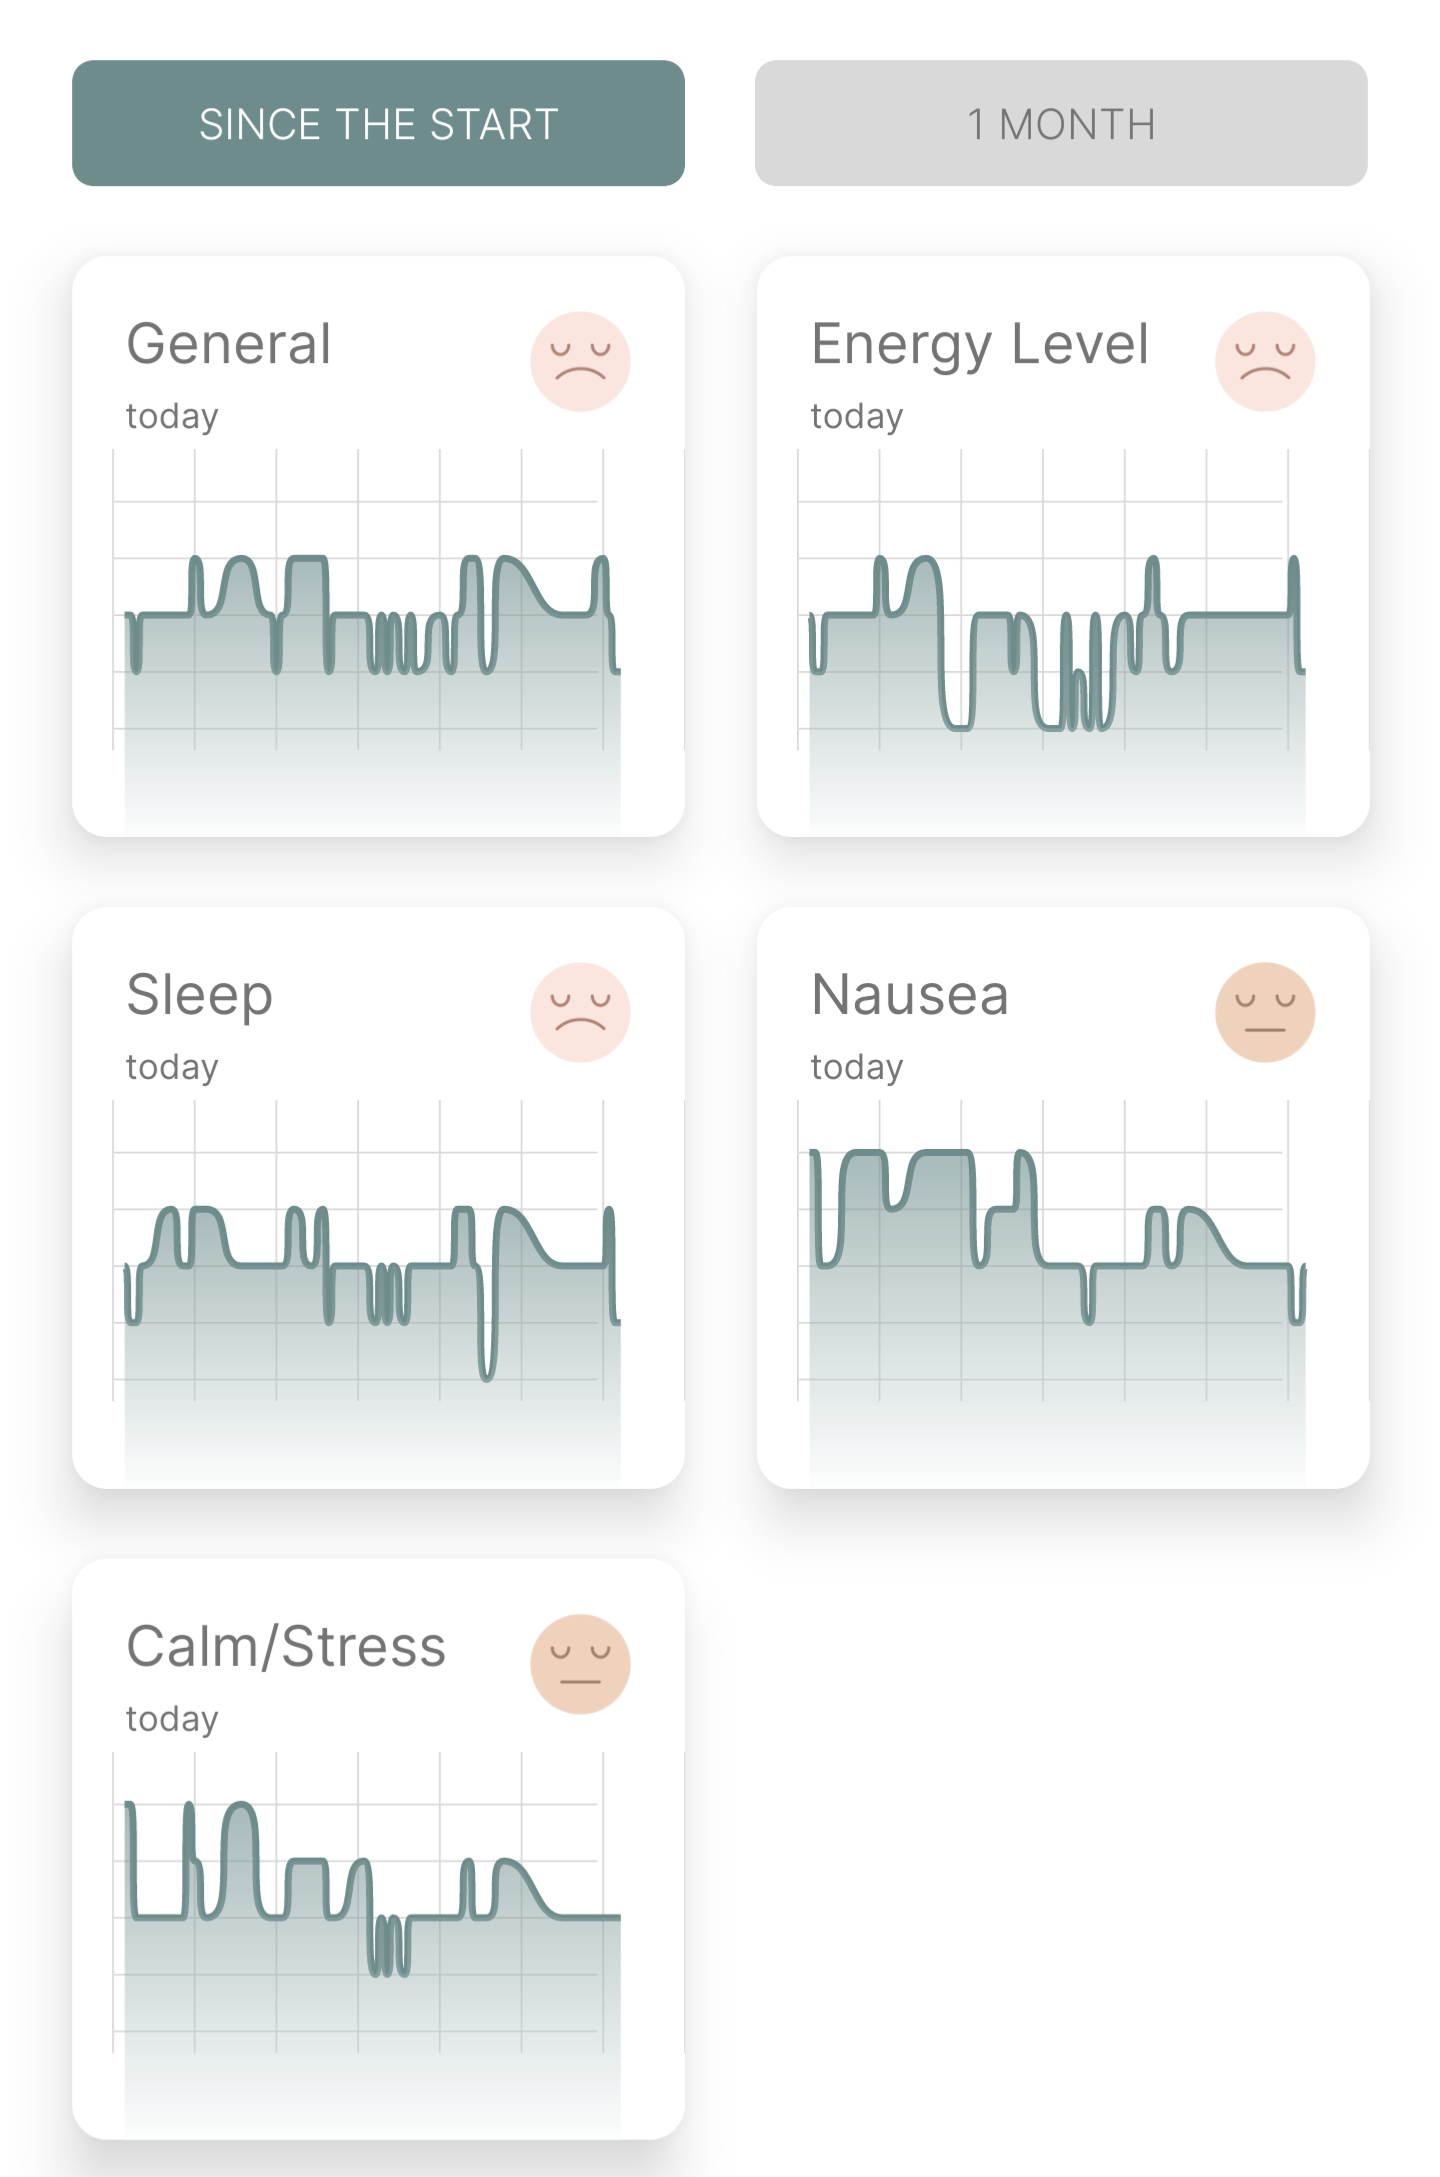 SINCE THE START
1 MONTH
General
today
Energy Level
today
Sleep
today
Nausea
today
Calm/Stress
today